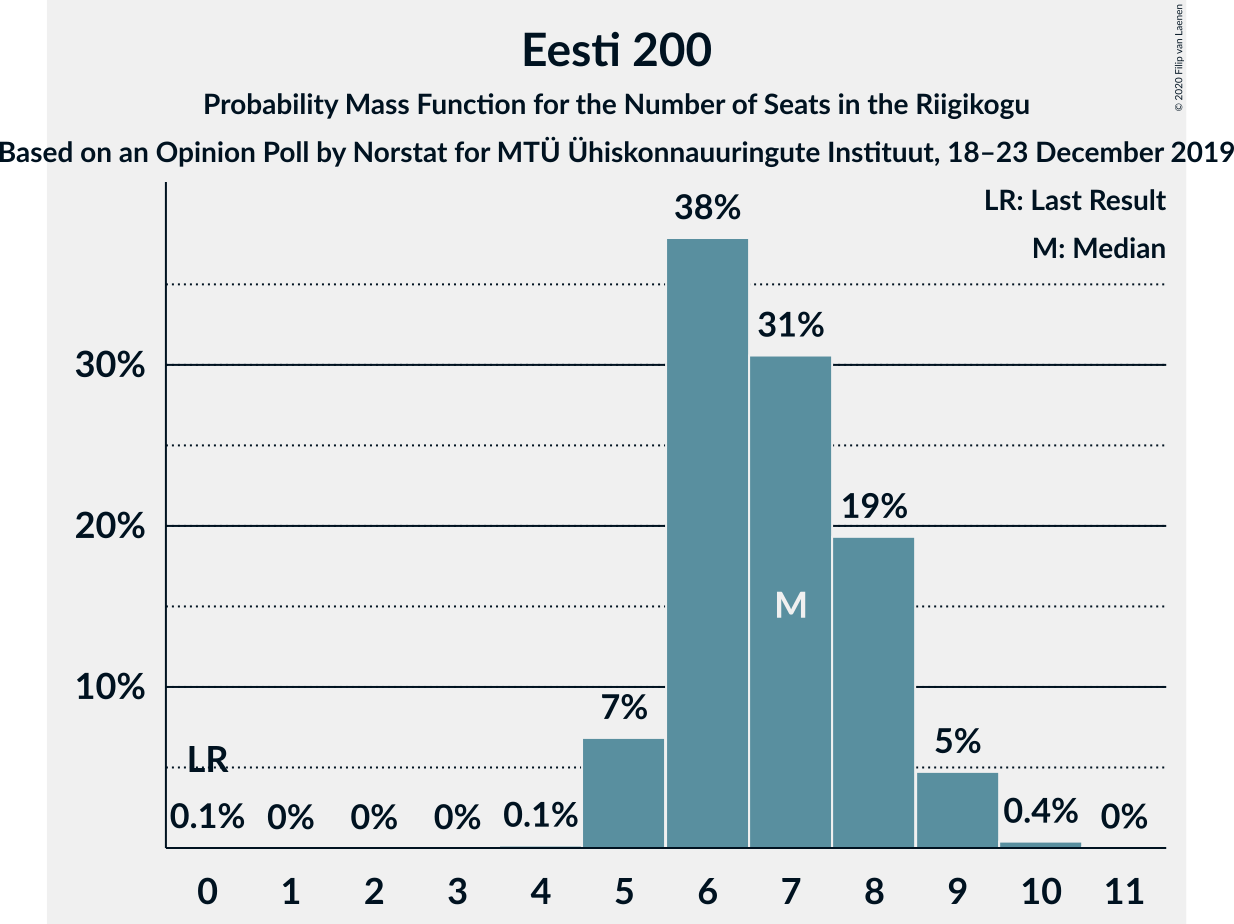 Eesti 200
Probability Mass Function for the Number of Seats in the Riigikogu
Based on an Opinion Poll by Norstat for MTÜ Ühiskonnauuringute Instituut, 18–23 December 2019
© 2020 Filip van Laenen
LR: Last Result
M: Median
38%
31%
30%
19%
20%
M
10%
7%
5%
LR
0.1% 0% 0% 0% 0.1% 0.4% 0%
0 1 2 3 4 5 6 7 8 9 10 11